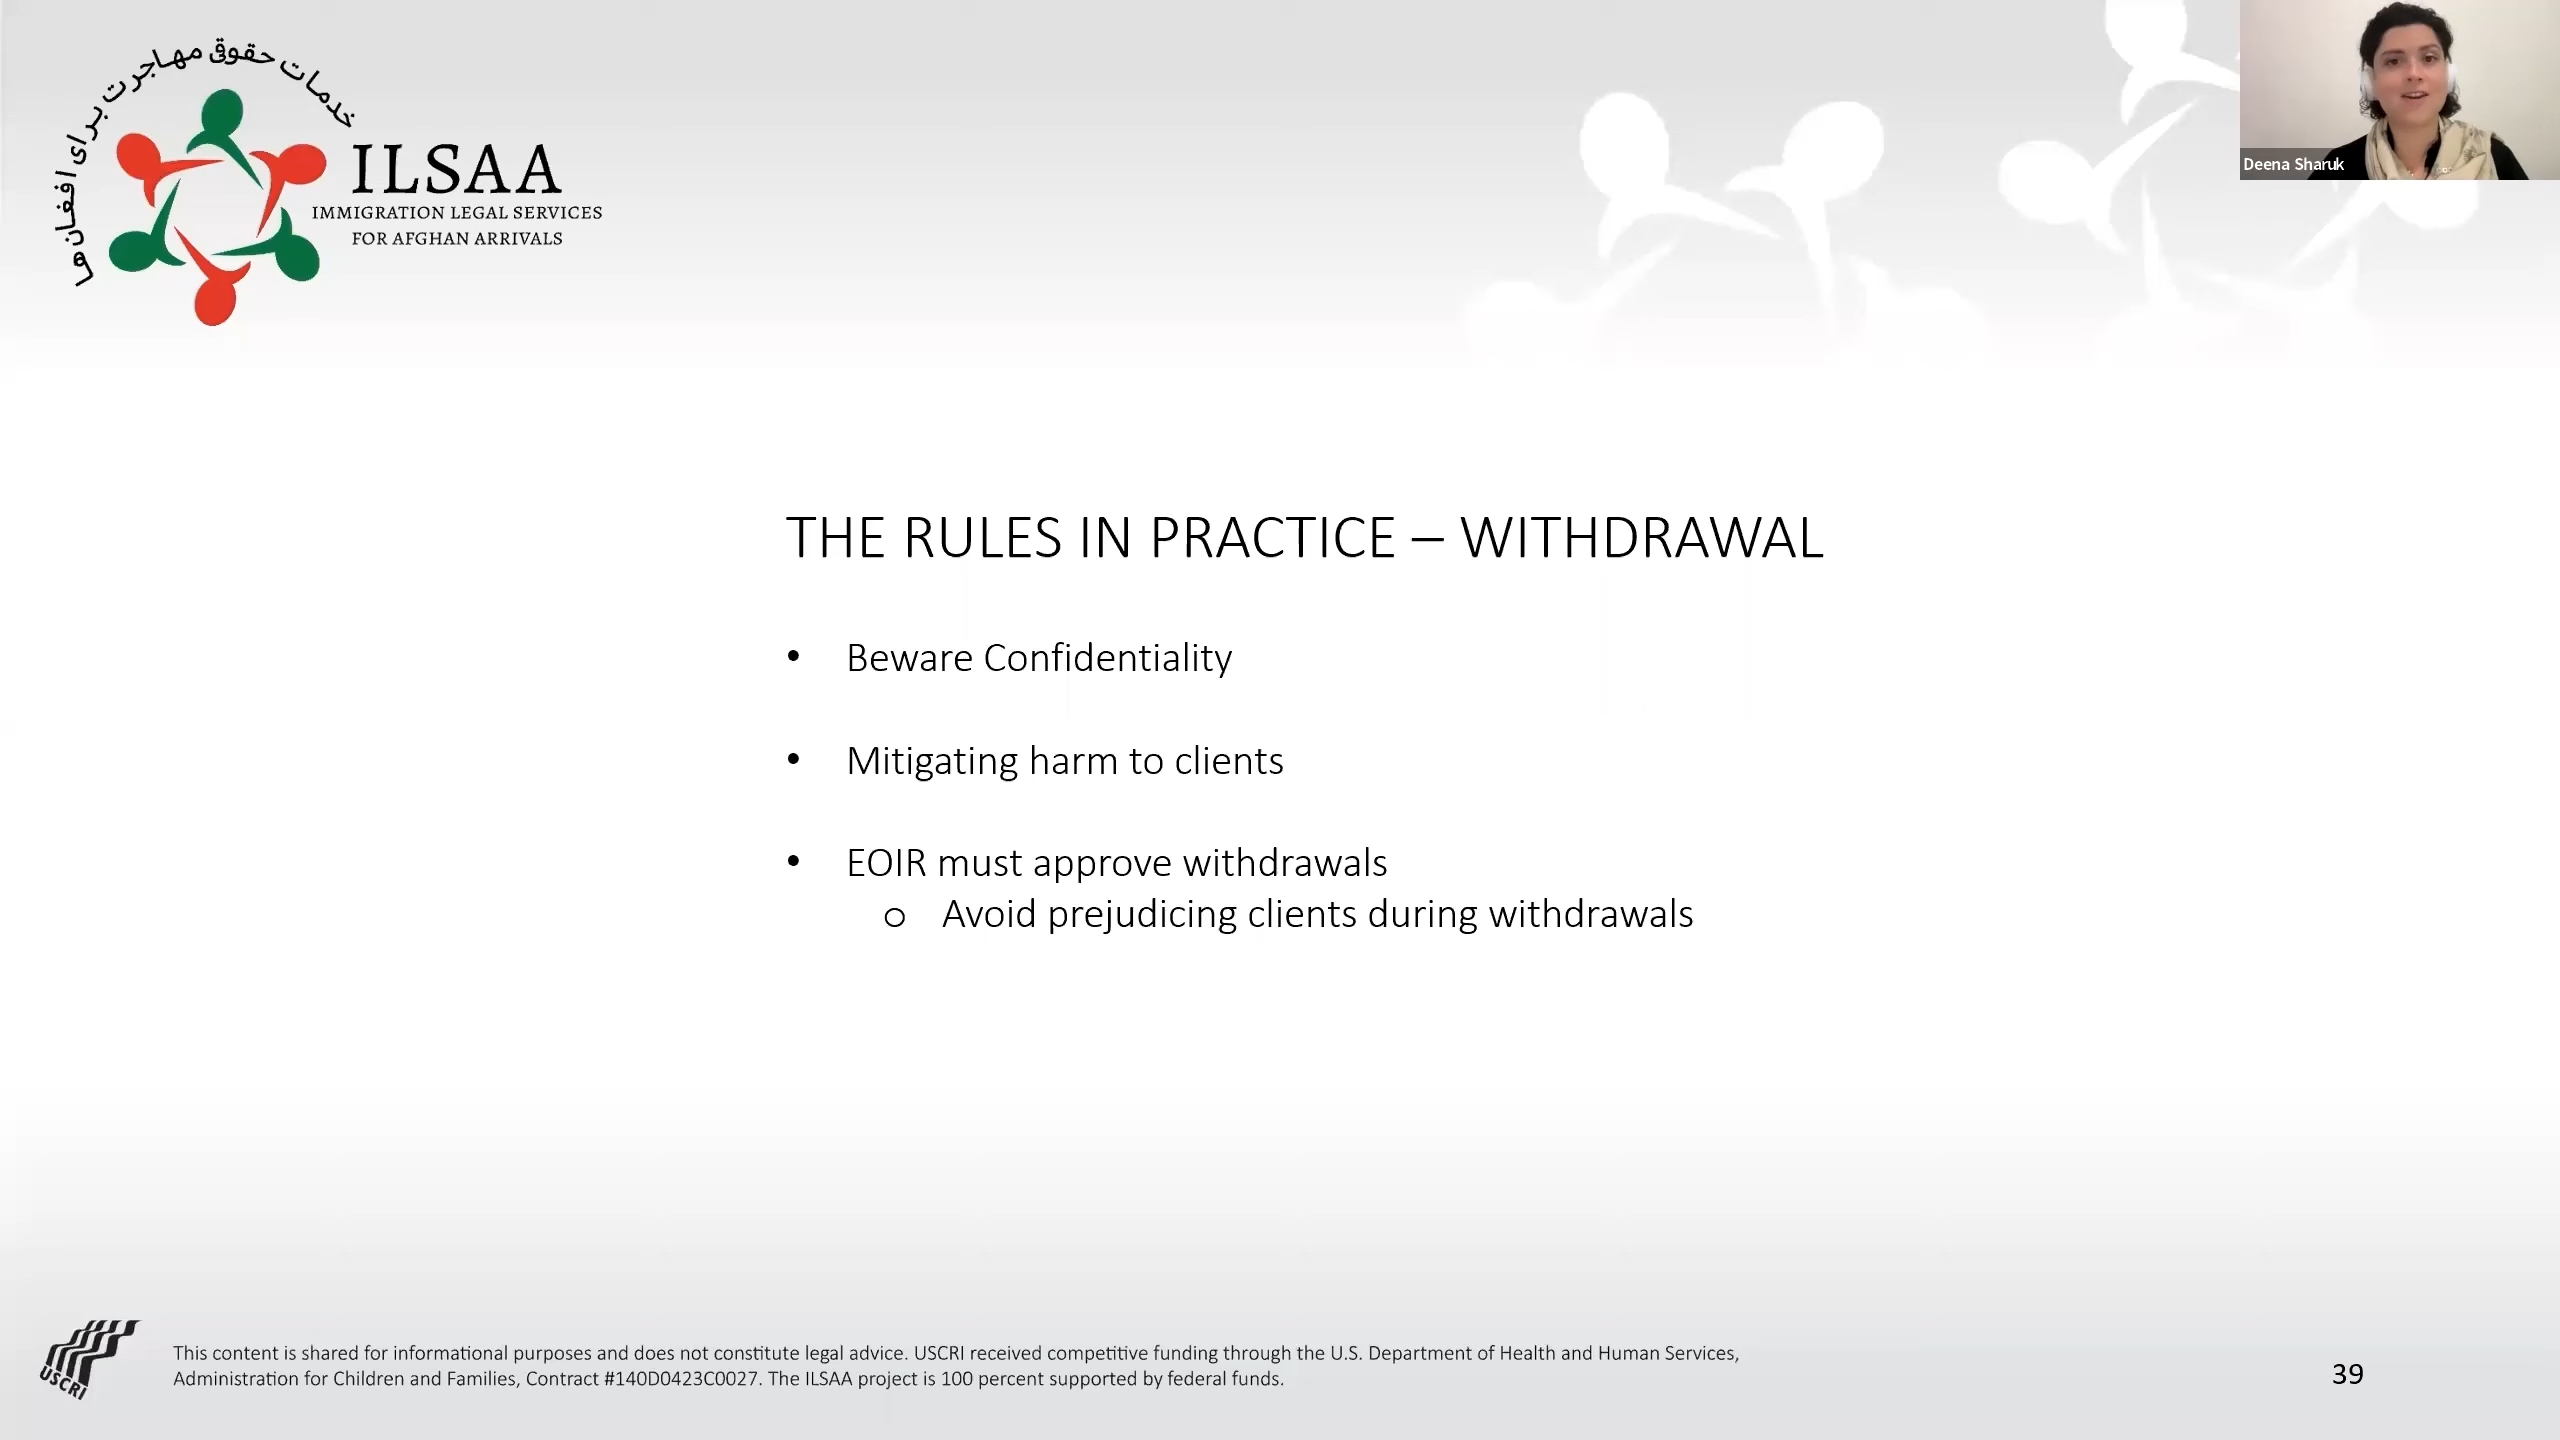 خدمات حقوقی مهاجرت برای افغان‌ها
ILSAA
IMMIGRATION LEGAL SERVICES
FOR AFGHAN ARRIVALS
Deena Sharuk
THE RULES IN PRACTICE – WITHDRAWAL
• Beware Confidentiality
• Mitigating harm to clients
• EOIR must approve withdrawals
o Avoid prejudicing clients during withdrawals
USCRI
This content is shared for informational purposes and does not constitute legal advice. USCRI received competitive funding through the U.S. Department of Health and Human Services,
Administration for Children and Families, Contract #140D0423C0027. The ILSAA project is 100 percent supported by federal funds.
39